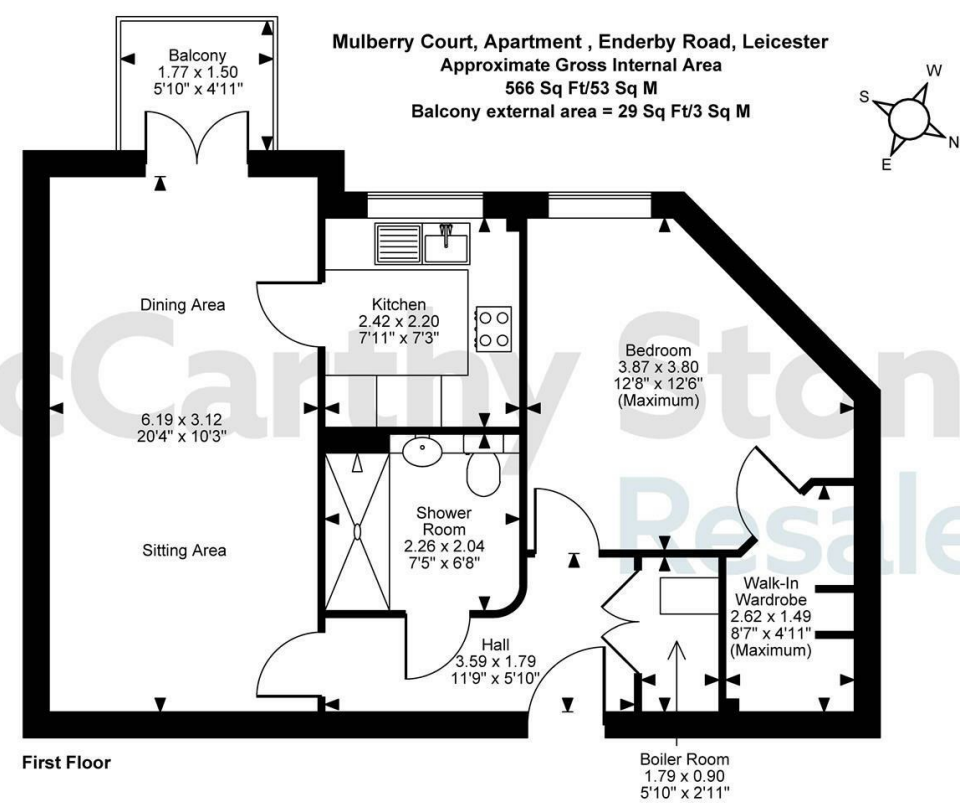 Mulberry Court, Apartment , Enderby Road, Leicester
Approximate Gross Internal Area
566 Sq Ft/53 Sq M
Balcony external area = 29 Sq Ft/3 Sq M
W
S
N
E
Balcony
1.77 x 1.50
5'10" x 4'11"
Dining Area
6.19 x 3.12
20'4" x 10'3"
Sitting Area
Kitchen
2.42 x 2.20
7'11" x 7'3"
Bedroom
3.87 x 3.80
12'8" x 12'6"
(Maximum)
Shower
Room
2.26 x 2.04
7'5" x 6'8"
Walk-In
Wardrobe
2.62 x 1.49
8'7" x 4'11"
(Maximum)
Hall
3.59 x 1.79
11'9" x 5'10"
Boiler Room
1.79 x 0.90
5'10" x 2'11"
First Floor
cCarthy Ston
Resale